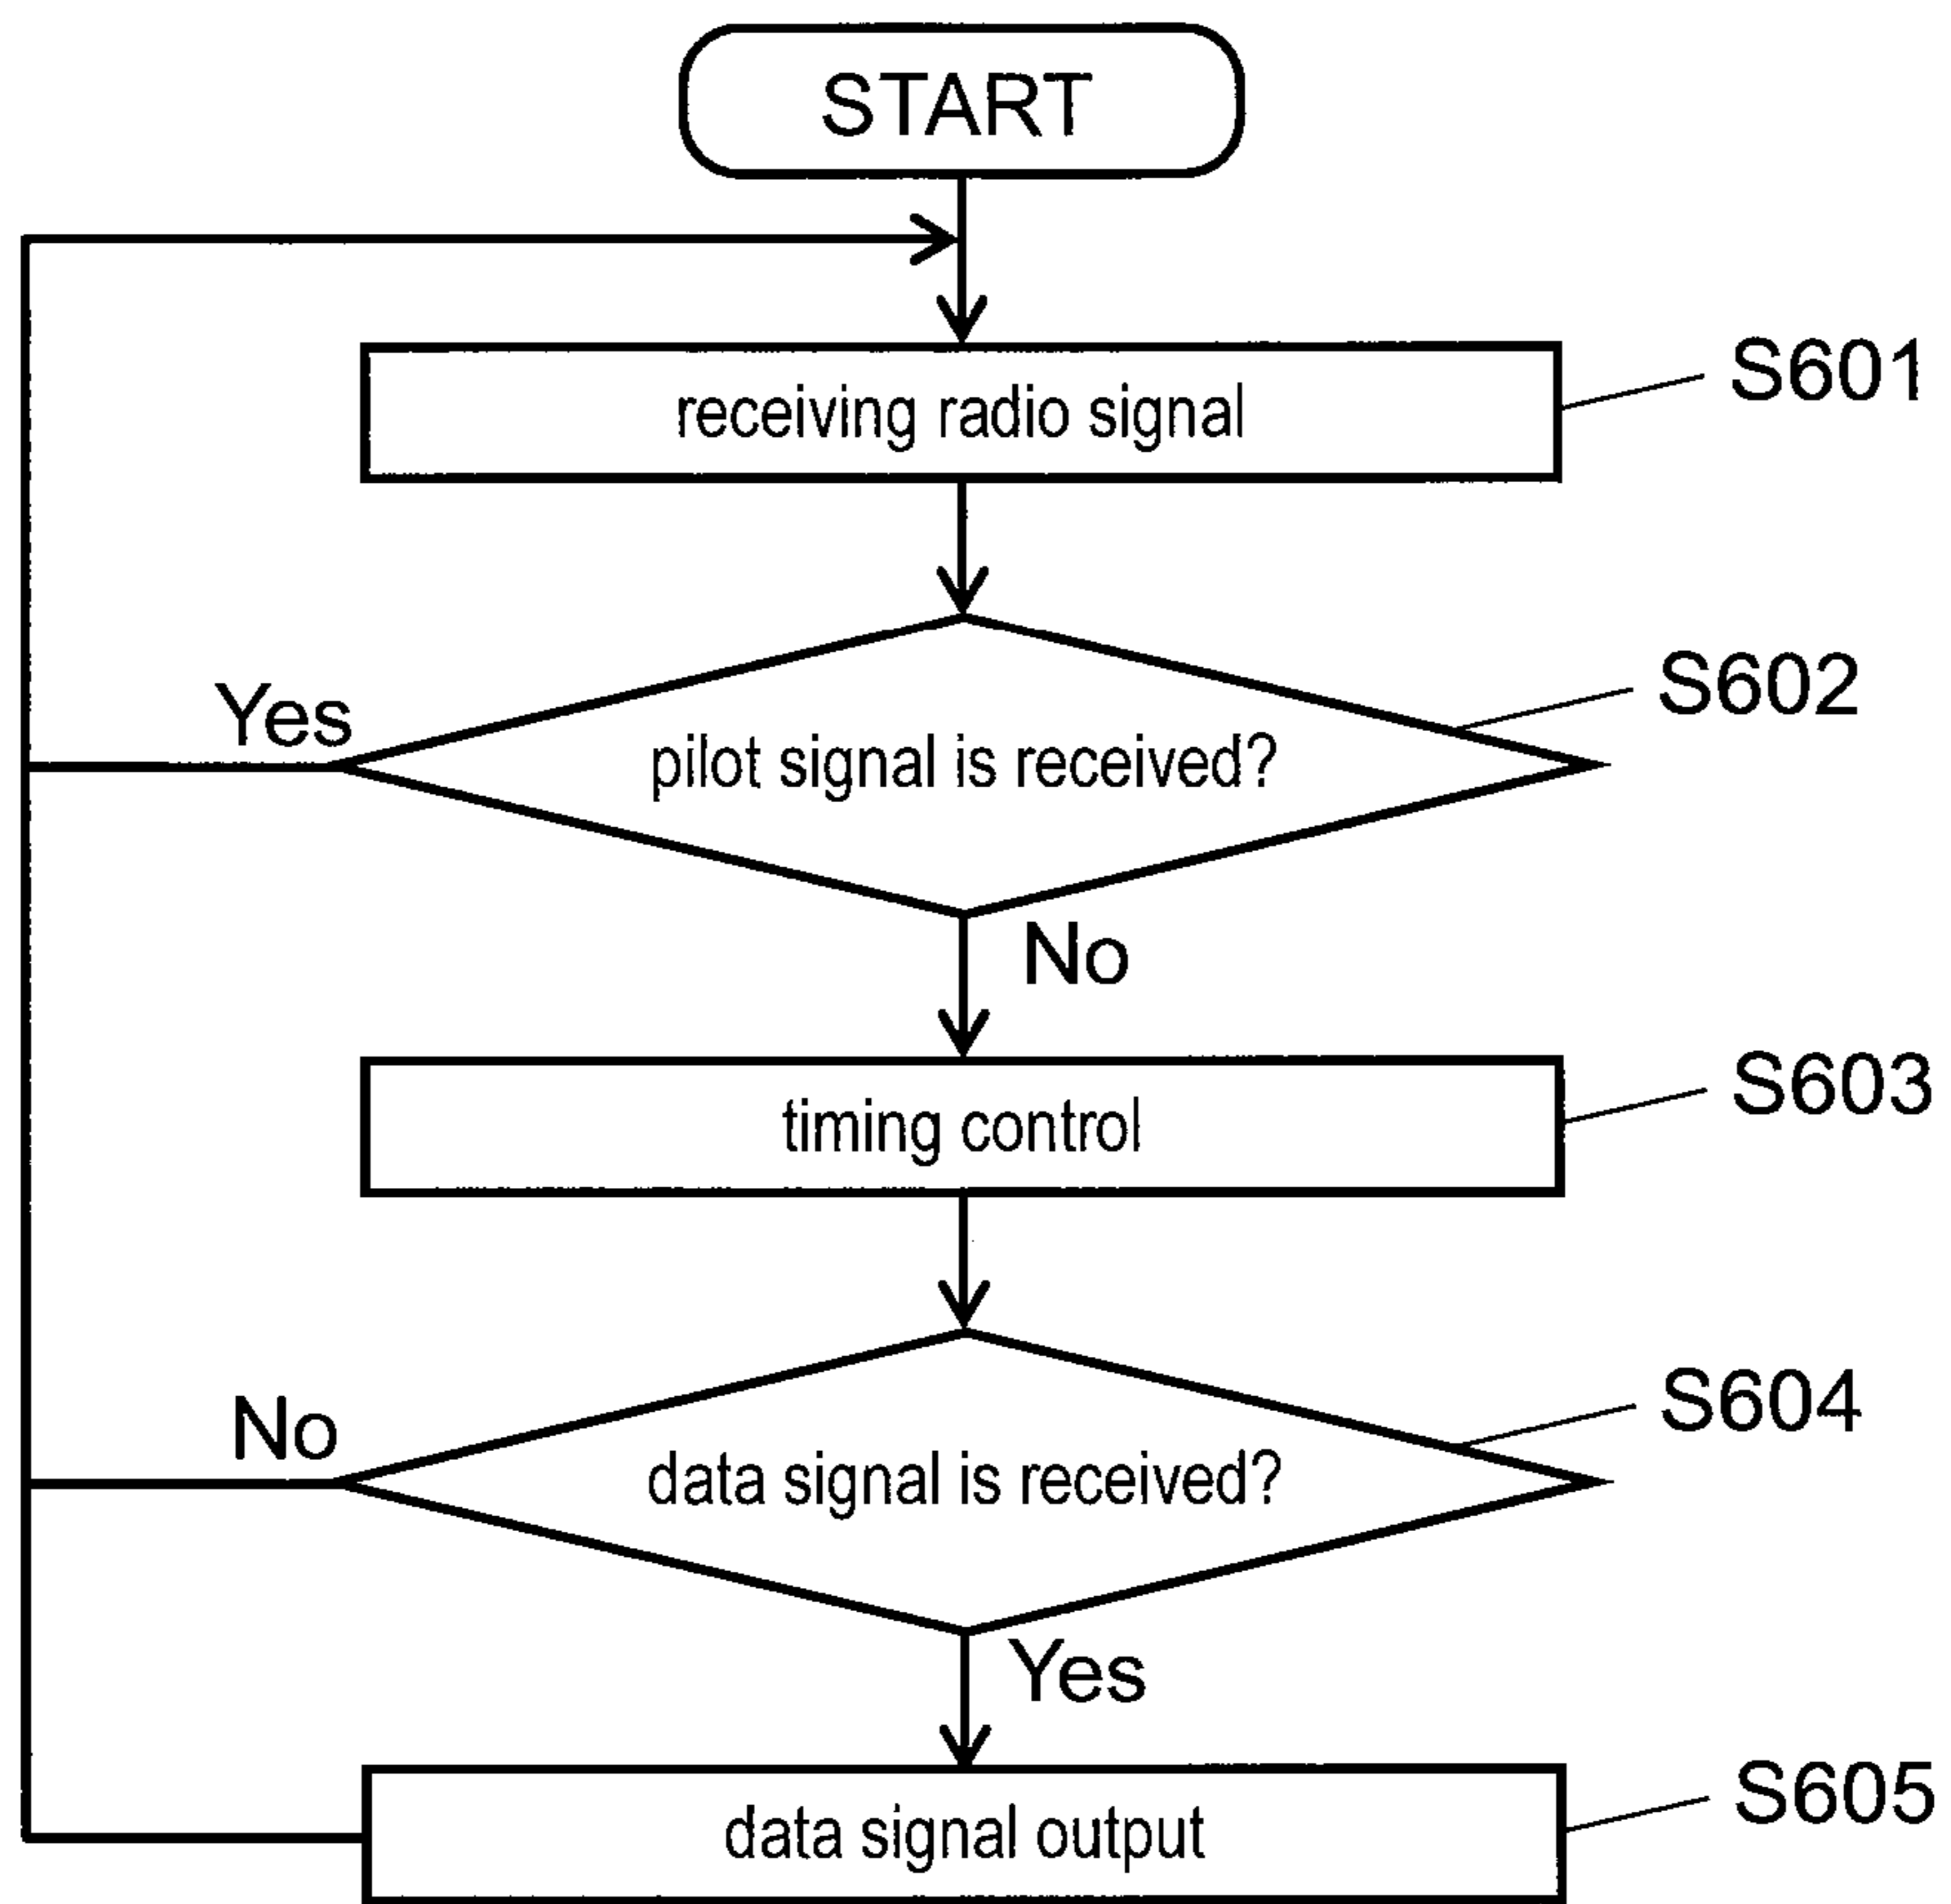 START
receiving radio signal
S601
pilot signal is received?
S602
Yes
No
timing control
S603
data signal is received?
S604
No
Yes
data signal output
S605